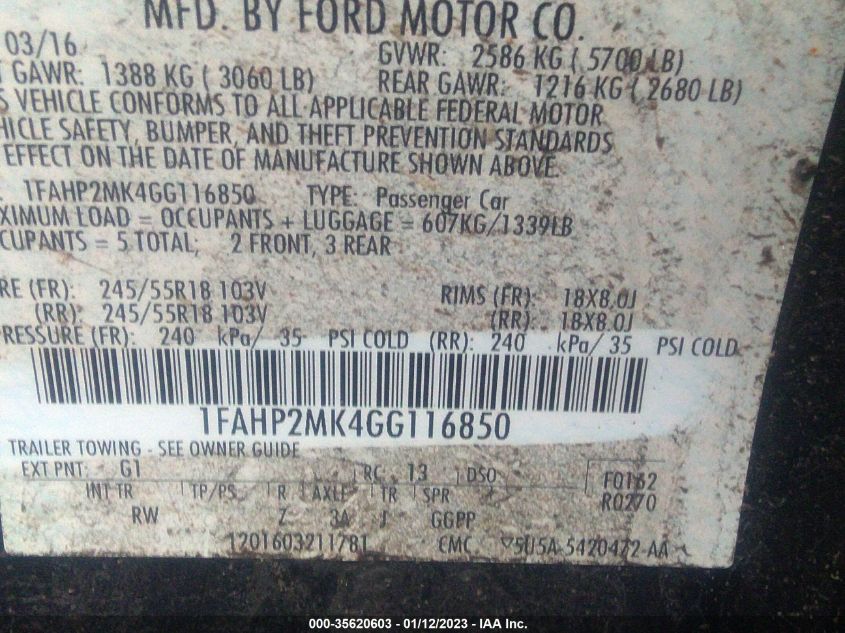 MFD. BY FORD MOTOR CO.
03/16
GVWR: 2586 KG ( 5700 LB)
GAWR: 1388 KG ( 3060 LB)
REAR GAWR: 1216 KG ( 2680 LB)
VEHICLE CONFORMS TO ALL APPLICABLE FEDERAL MOTOR
HICLE SAFETY, BUMPER, AND THEFT PREVENTION STANDARDS
EFFECT ON THE DATE OF MANUFACTURE SHOWN ABOVE.
1FAHP2MK4GG116850 TYPE: Passenger Car
XIMUM LOAD = OCCUPANTS + LUGGAGE = 607KG/1339LB
CUPANTS = 5 TOTAL; 2 FRONT, 3 REAR
RE (FR): 245/55R18 103V RIMS (FR): 18X8.0J
(RR): 245/55R18 103V (RR): 18X8.0J
PRESSURE (FR): 240 kPa/ 35 PSI COLD (RR): 240 kPa/ 35 PSI COLD
1FAHP2MK4GG116850
TRAILER TOWING - SEE OWNER GUIDE
EXT PNT: G1 RC 13 DSO F0162
R0270
INT TR TP/PS R AXLE TR SPR
RW Z 3A J GGPP
1201603211781 CMC 5U5A-5420472-AA
000-35620603 - 01/12/2023 - IAA Inc.